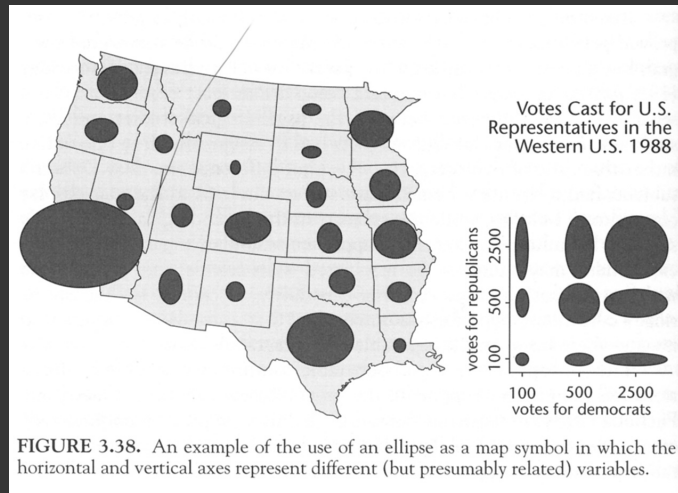 Votes Cast for U.S.
Representatives in the
Western U.S. 1988
votes for republicans
2500
500
100
100 500 2500
votes for democrats
FIGURE 3.38. An example of the use of an ellipse as a map symbol in which the
horizontal and vertical axes represent different (but presumably related) variables.